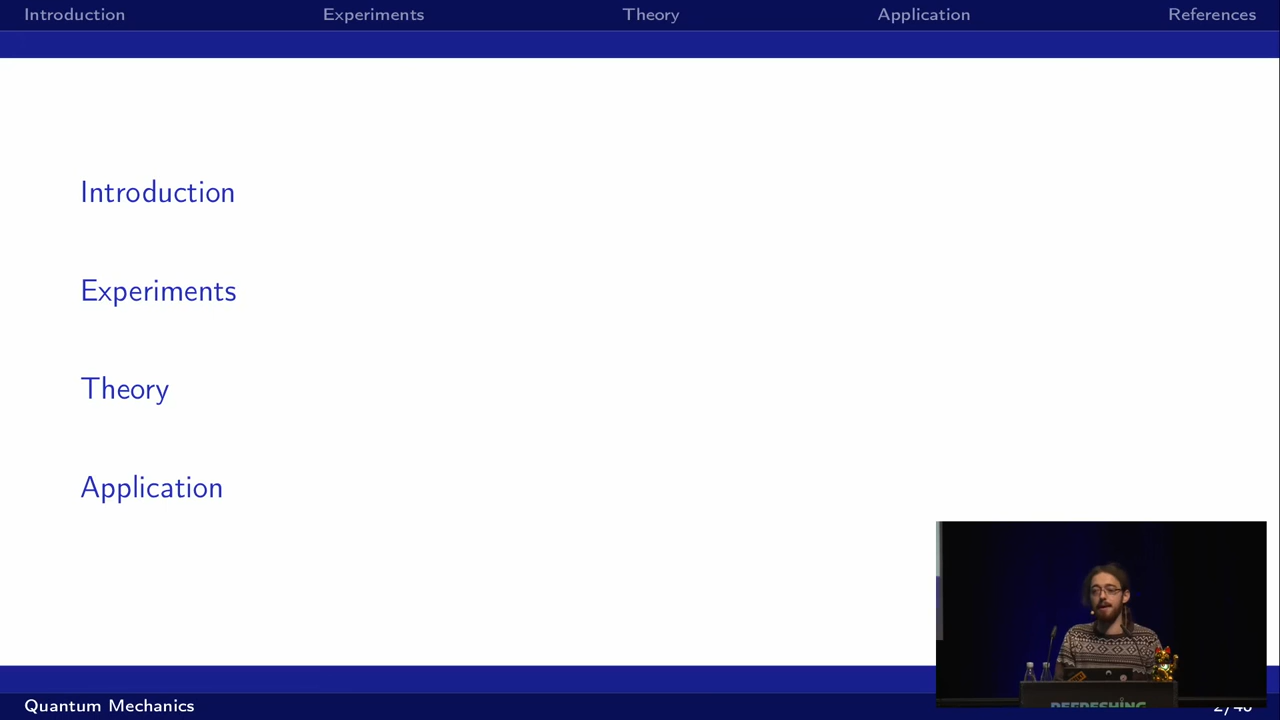 Introduction Experiments Theory Application References
Introduction
Experiments
Theory
Application
Quantum Mechanics